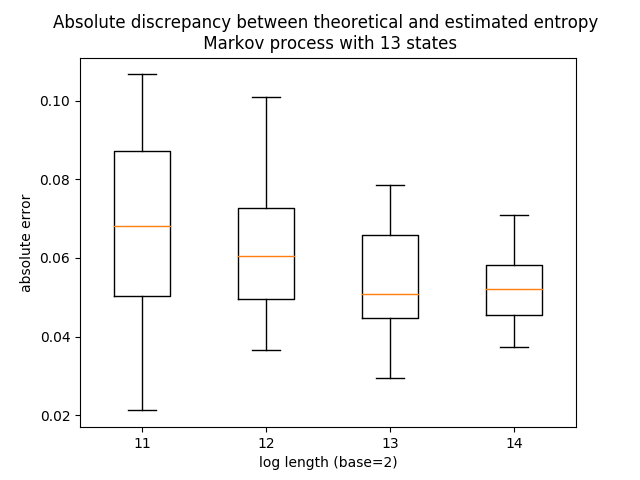 Absolute discrepancy between theoretical and estimated entropy
Markov process with 13 states
0.10
0.08
0.06
0.04
0.02
absolute error
11 12 13 14
log length (base=2)